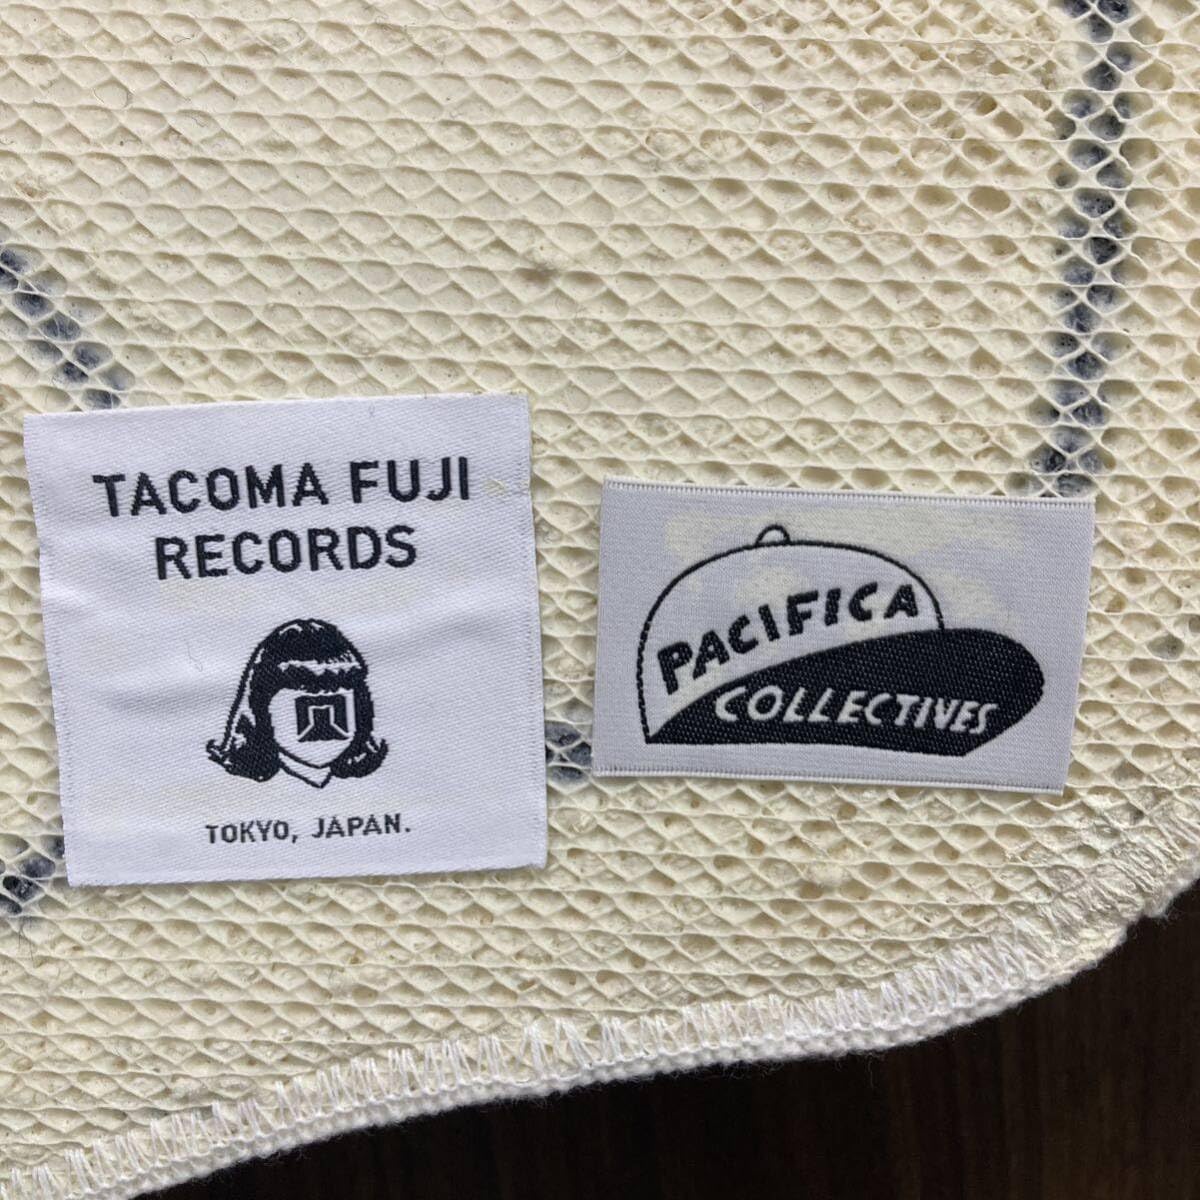 TACOMA FUJI
RECORDS
TOKYO, JAPAN.
PACIFICA
COLLECTIVES